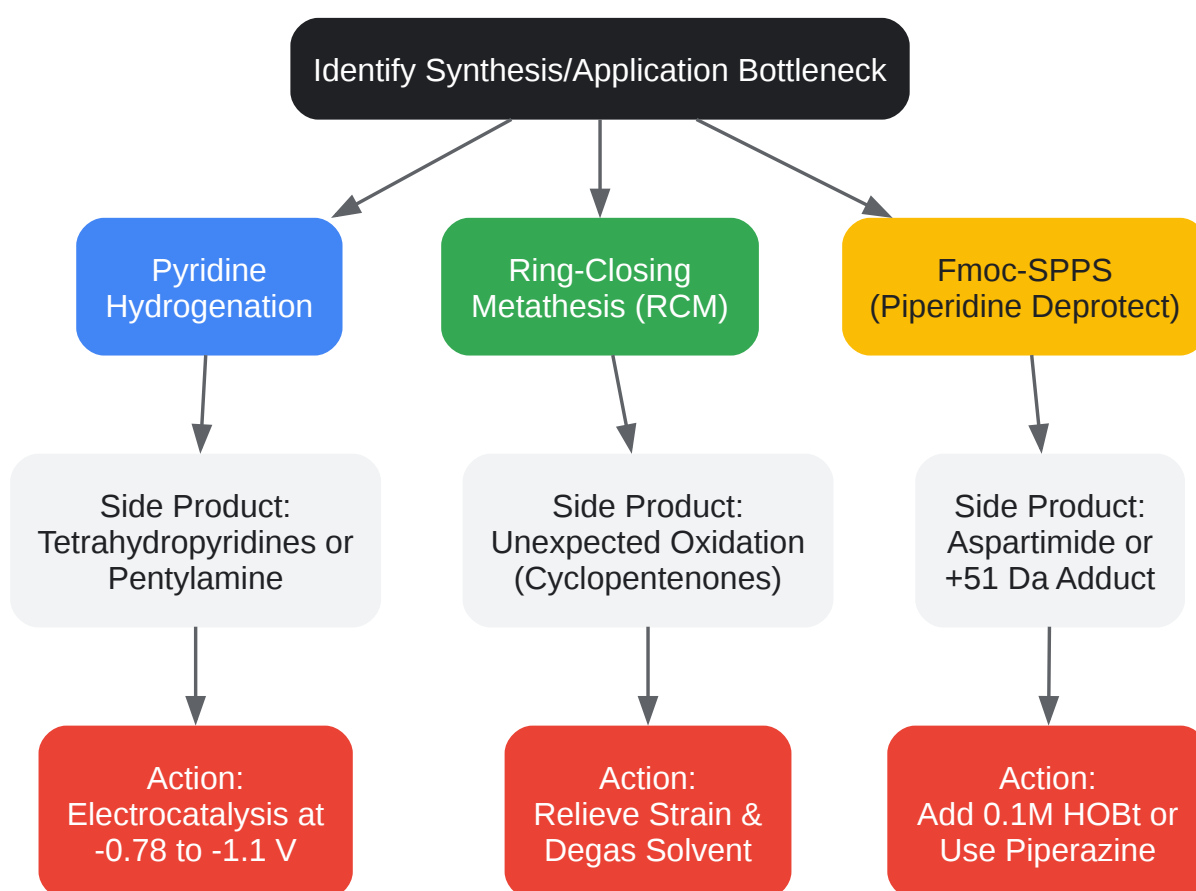 Identify Synthesis/Application Bottleneck
Pyridine
Hydrogenation
Ring-Closing
Metathesis (RCM)
Fmoc-SPPS
(Piperidine Deprotect)
Side Product:
Tetrahydropyridines or
Pentylamine
Side Product:
Unexpected Oxidation
(Cyclopentenones)
Side Product:
Aspartimide or
+51 Da Adduct
Action:
Electrocatalysis at
-0.78 to -1.1 V
Action:
Relieve Strain &
Degas Solvent
Action:
Add 0.1M HOBt or
Use Piperazine